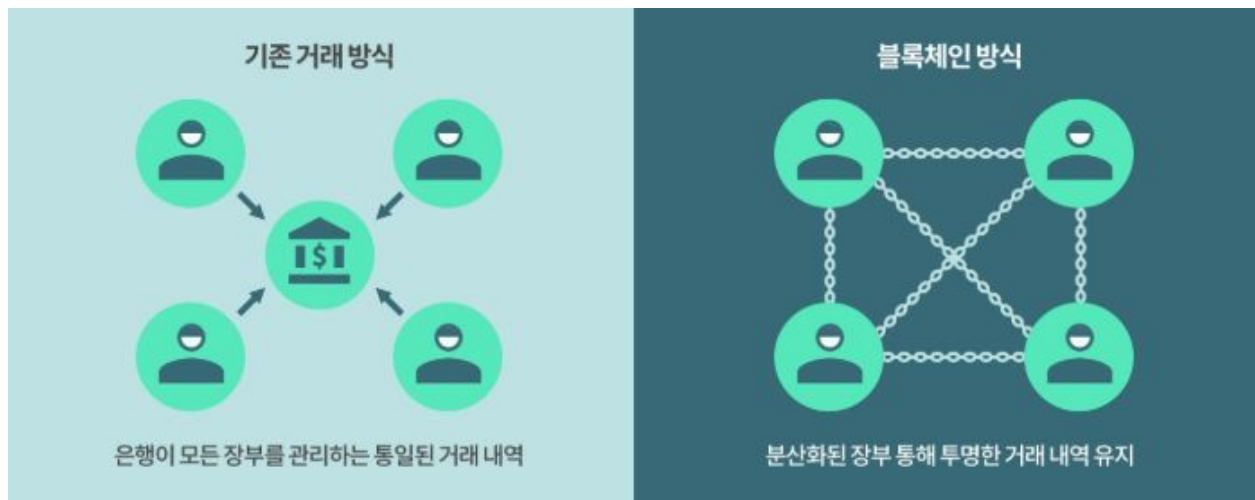 기존 거래 방식
$
은행이 모든 장부를 관리하는 통일된 거래 내역
블록체인 방식
분산화된 장부 통해 투명한 거래 내역 유지